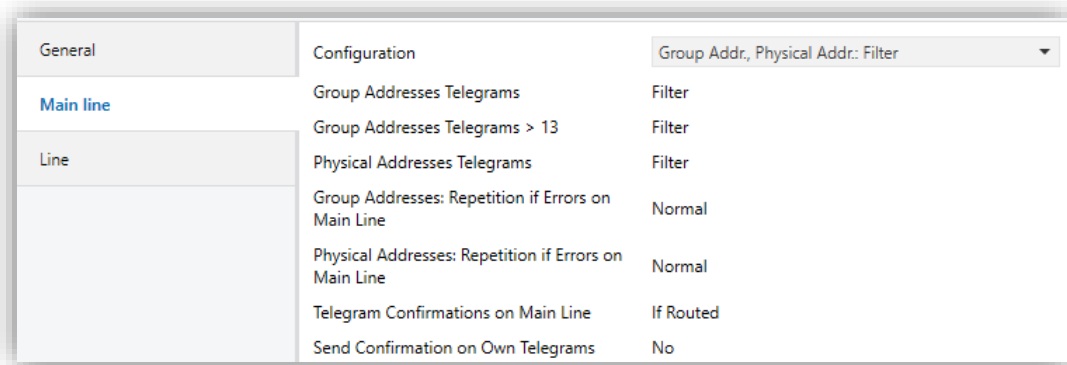 General
Main line
Line
Configuration Group Addr., Physical Addr.: Filter
Group Addresses Telegrams Filter
Group Addresses Telegrams > 13 Filter
Physical Addresses Telegrams Filter
Group Addresses: Repetition if Errors on
Main Line Normal
Physical Addresses: Repetition if Errors on
Main Line Normal
Telegram Confirmations on Main Line If Routed
Send Confirmation on Own Telegrams No